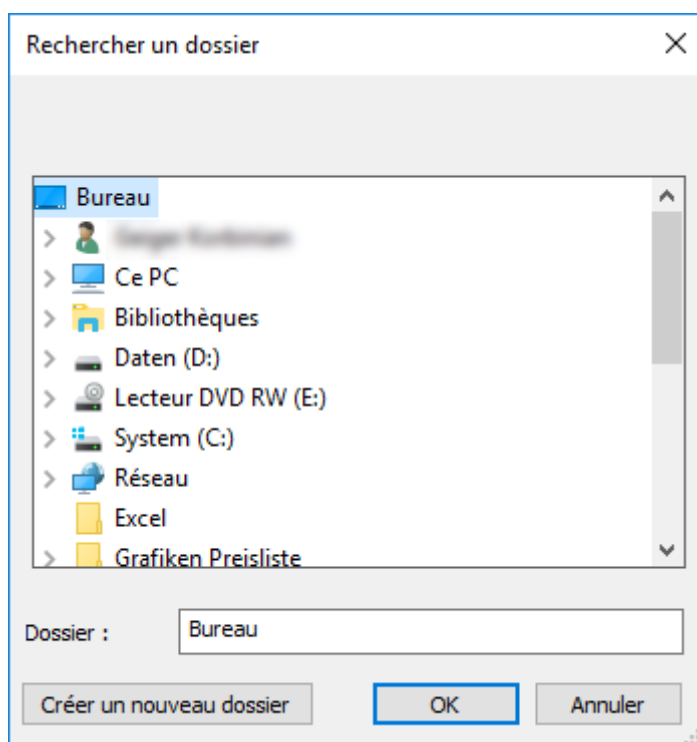 Rechercher un dossier
Bureau
Ce PC
Bibliothèques
Daten (D:)
Lecteur DVD RW (E:)
System (C:)
Réseau
Excel
Grafiken Preisliste
Dossier :
Bureau
Créer un nouveau dossier
OK
Annuler